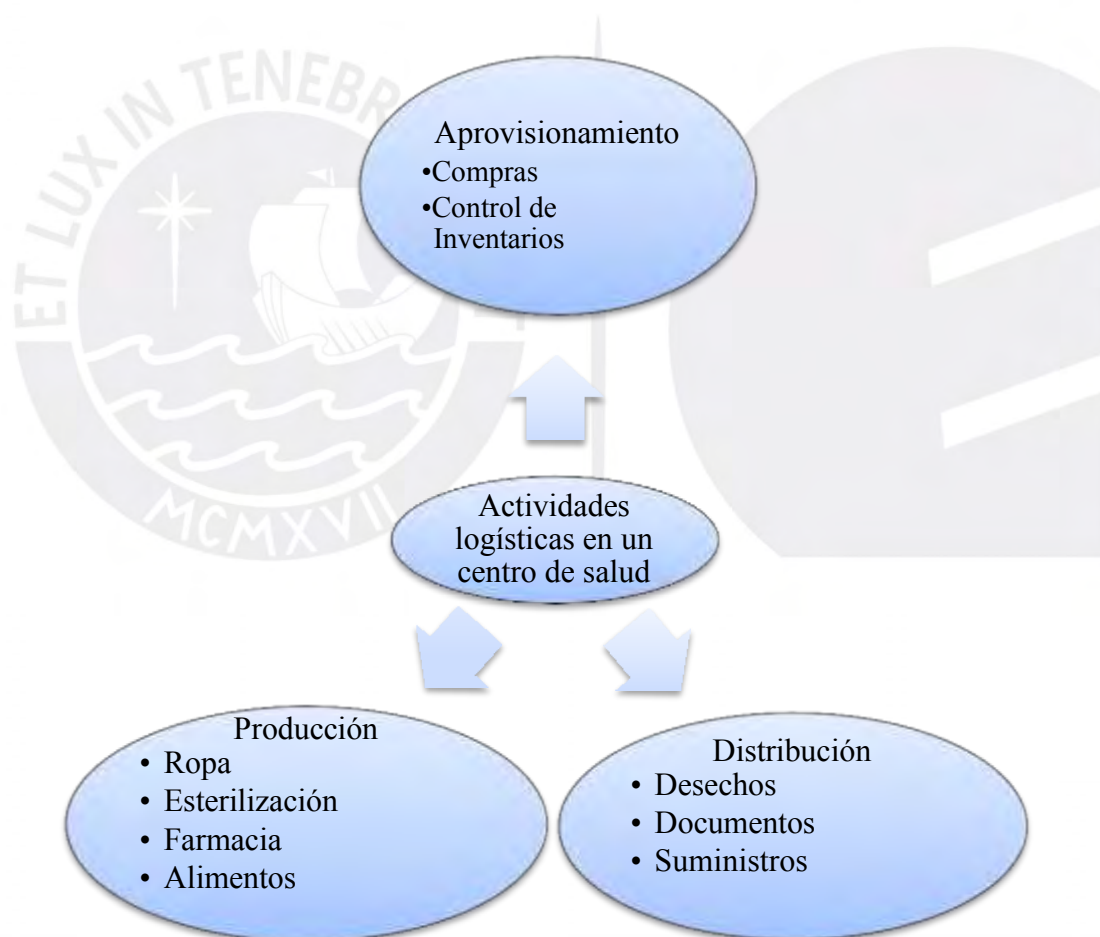 ET LUX IN TENEBR
MCMXVII
Aprovisionamiento
•Compras
•Control de
Inventarios
Actividades
logísticas en un
centro de salud
Producción
• Ropa
• Esterilización
• Farmacia
• Alimentos
Distribución
• Desechos
• Documentos
• Suministros